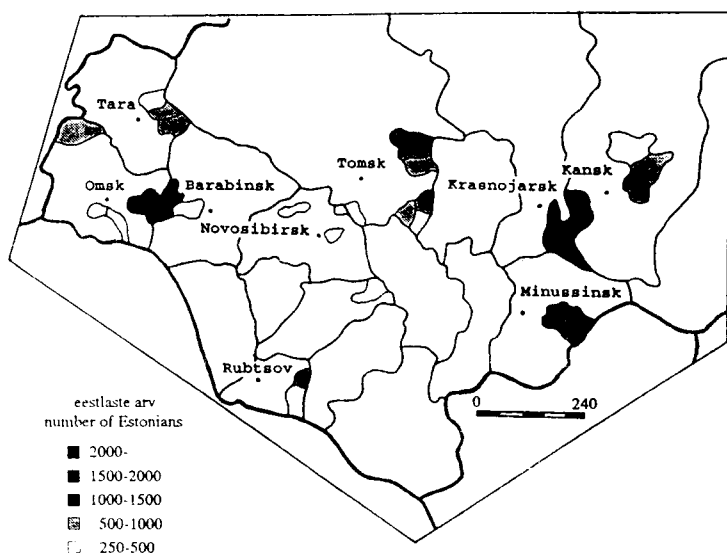 Tara
Tomsk
Kansk
Krasnojarsk
Omsk
Barabinsk
Novosibirsk
Minussinsk
Rubtsov
0 240
eestlaste arv
number of Estonians
2000-
1500-2000
1000-1500
500-1000
250-500